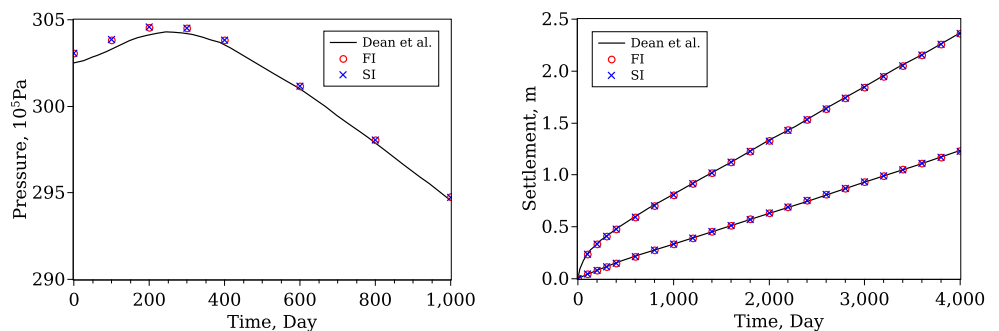 305
300
295
290
Pressure, 10⁵Pa
0
200
400
600
800
1,000
Time, Day
Dean et al.
FI
SI
2.5
2.0
1.5
1.0
0.5
0.0
Settlement, m
0
1,000
2,000
3,000
4,000
Time, Day
Dean et al.
FI
SI